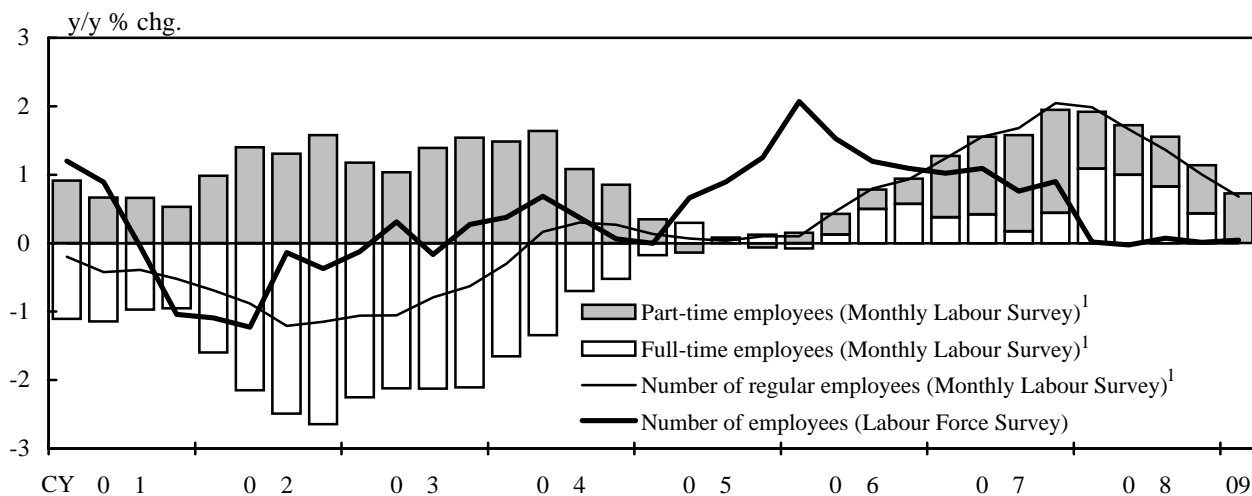 y/y % chg.
3
2
1
0
-1
-2
-3
Part-time employees (Monthly Labour Survey)1
Full-time employees (Monthly Labour Survey)1
Number of regular employees (Monthly Labour Survey)1
Number of employees (Labour Force Survey)
CY 0 1 0 2 0 3 0 4 0 5 0 6 0 7 0 8 09